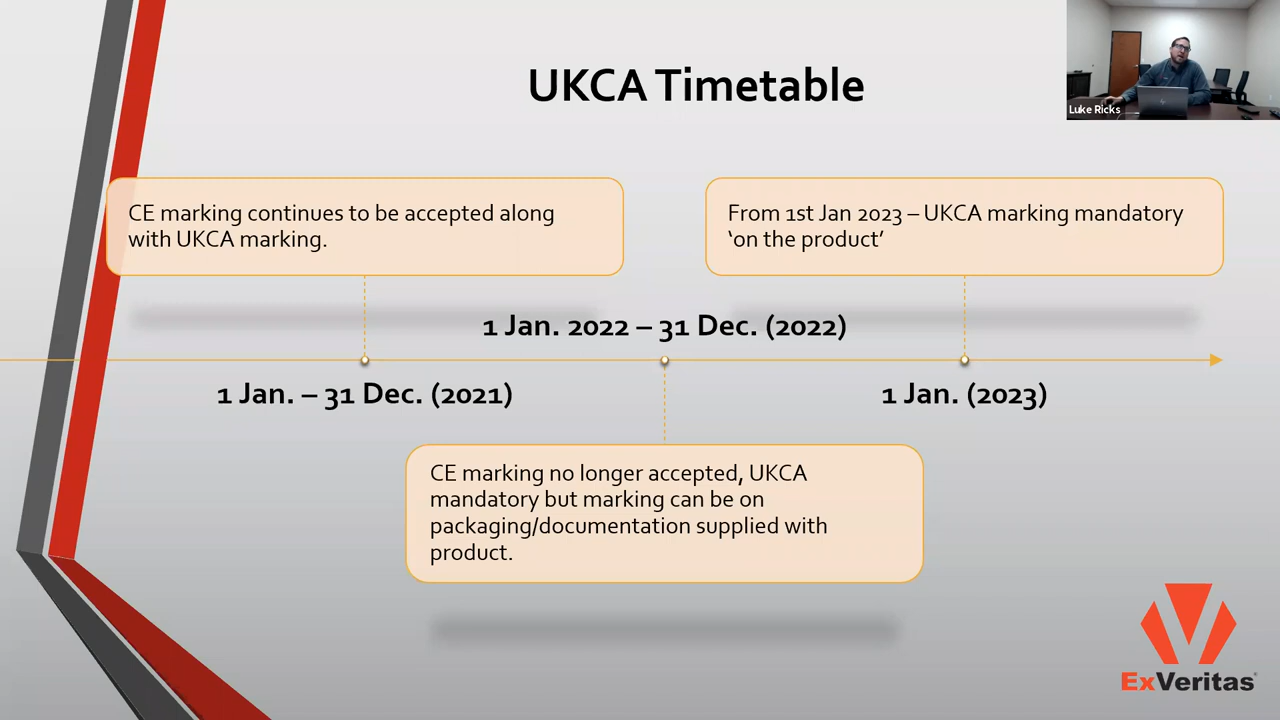 UKCA Timetable
Luke Ricks
CE marking continues to be accepted along
with UKCA marking.
From 1st Jan 2023 – UKCA marking mandatory
‘on the product’
1 Jan. 2022 – 31 Dec. (2022)
1 Jan. – 31 Dec. (2021)
1 Jan. (2023)
CE marking no longer accepted, UKCA
mandatory but marking can be on
packaging/documentation supplied with
product.
ExVeritas